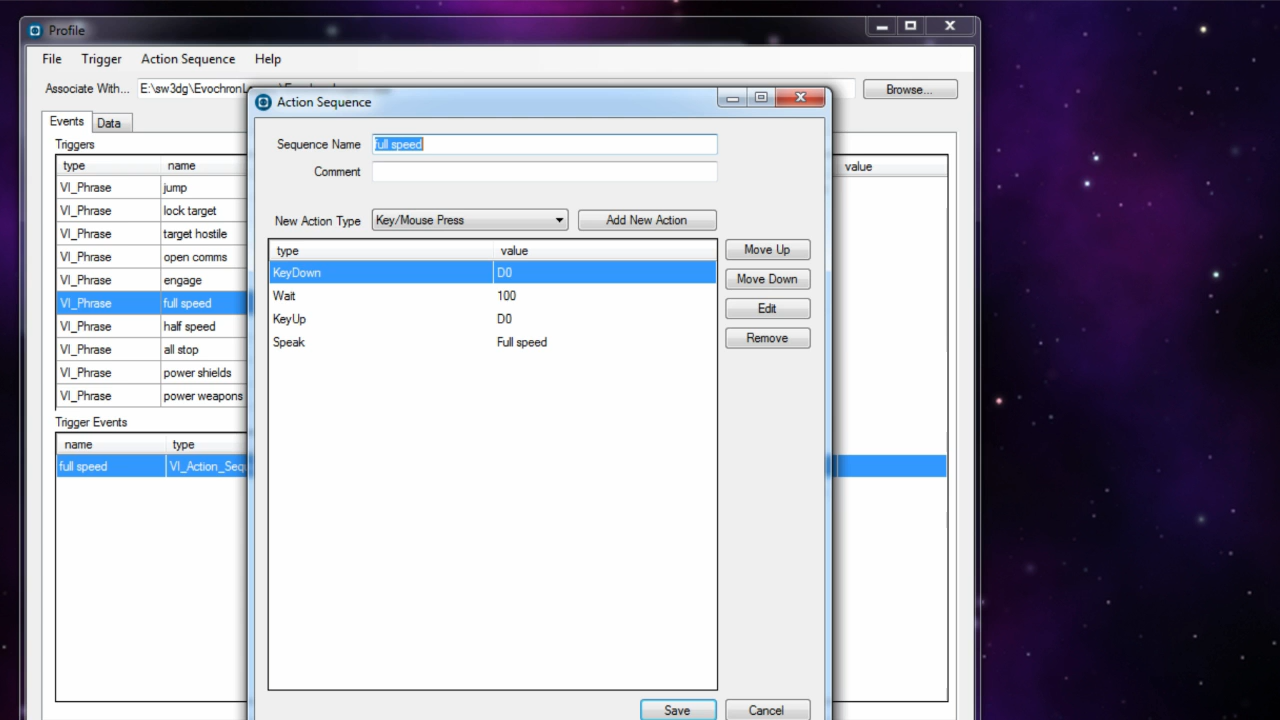 Profile
File Trigger Action Sequence Help
Associate With... E:\sw3dg\EvochronL
Browse...
Events Data
Triggers
type name
value
VI_Phrase jump
VI_Phrase lock target
VI_Phrase target hostile
VI_Phrase open comms
VI_Phrase engage
VI_Phrase full speed
VI_Phrase half speed
VI_Phrase all stop
VI_Phrase power shields
VI_Phrase power weapons
Trigger Events
name type
full speed VI_Action_Sequ
Action Sequence
Sequence Name full speed
Comment
New Action Type Key/Mouse Press Add New Action
type value
KeyDown D0
Wait 100
KeyUp D0
Speak Full speed
Move Up
Move Down
Edit
Remove
Save Cancel